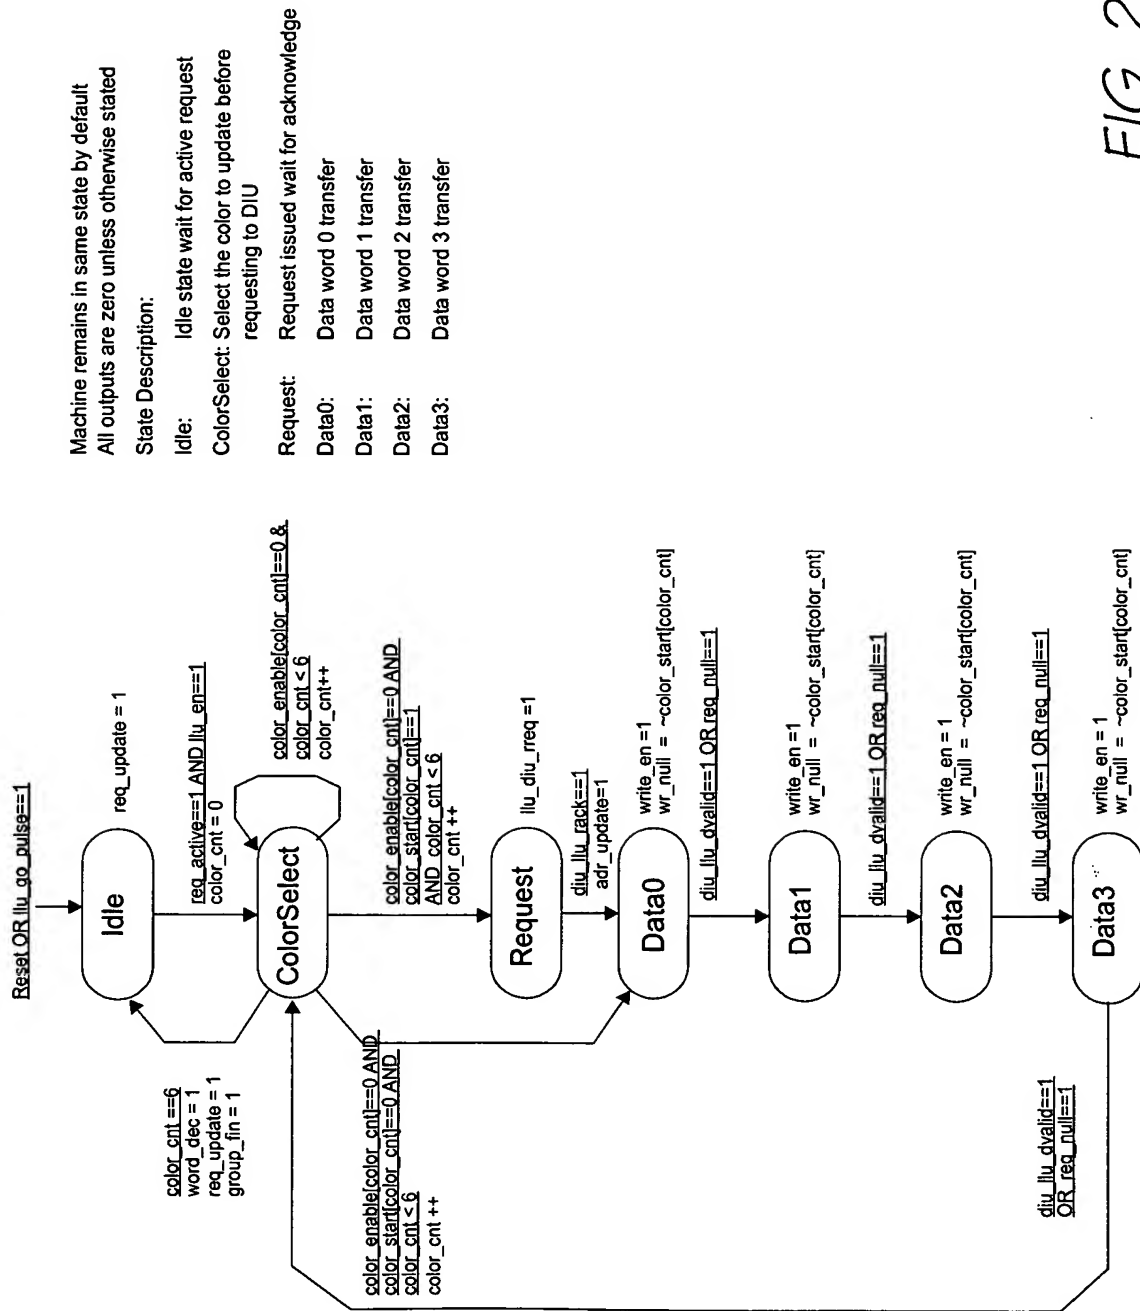 Reset OR llu_go_pulse==1
Idle
req_update = 1
req_active==1 AND llu_en==1
color_cnt = 0
color_cnt ==6
word_dec = 1
req_update = 1
group_fin = 1
ColorSelect
color_enable[color_cnt]==0 &
color_cnt < 6
color_cnt++
color_enable[color_cnt]==0 AND
color_start[color_cnt]==1
AND color_cnt < 6
color_cnt ++
color_enable[color_cnt]==0 AND
color_start[color_cnt]==0 AND
color_cnt < 6
color_cnt ++
Request
llu_diu_rreq =1
diu_llu_rack==1
adr_update=1
Data0
write_en =1
wr_null = ~color_start[color_cnt]
diu_llu_dvalid==1 OR req_null==1
Data1
write_en =1
wr_null = ~color_start[color_cnt]
diu_llu_dvalid==1 OR req_null==1
Data2
write_en = 1
wr_null = ~color_start[color_cnt]
diu_llu_dvalid==1 OR req_null==1
Data3
write_en = 1
wr_null = ~color_start[color_cnt]
diu_llu_dvalid==1
OR req_null==1
Machine remains in same state by default
All outputs are zero unless otherwise stated
State Description:
Idle: Idle state wait for active request
ColorSelect: Select the color to update before
requesting to DIU
Request: Request issued wait for acknowledge
Data0: Data word 0 transfer
Data1: Data word 1 transfer
Data2: Data word 2 transfer
Data3: Data word 3 transfer
FIG. 2